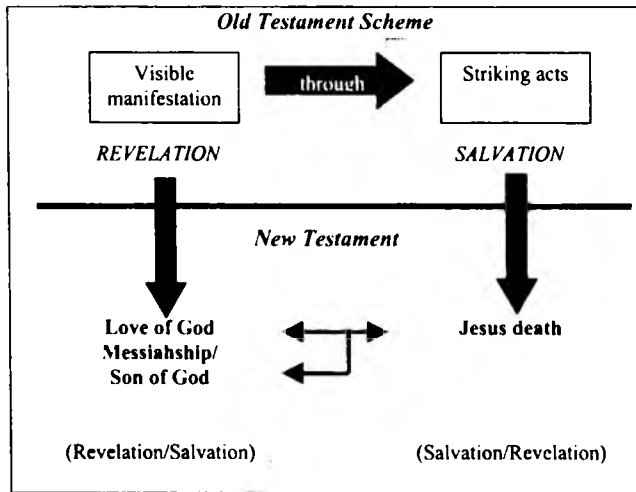 Old Testament Scheme
Visible
manifestation
through
Striking acts
REVELATION
SALVATION
New Testament
Love of God
Messiahship/
Son of God
Jesus death
(Revelation/Salvation)
(Salvation/Revelation)